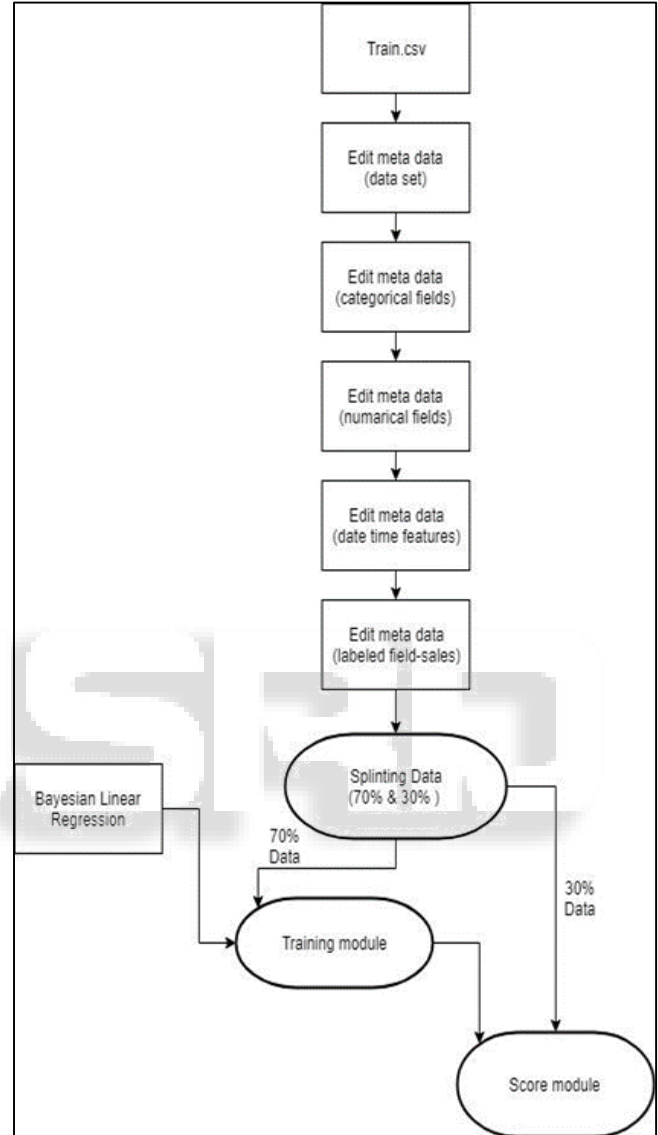 Train.csv
Edit meta data
(data set)
Edit meta data
(categorical fields)
Edit meta data
(numarical fields)
Edit meta data
(date time features)
Edit meta data
(labeled field-sales)
Splinting Data
(70% & 30% )
Bayesian Linear
Regression
70%
Data
30%
Data
Training module
Score module